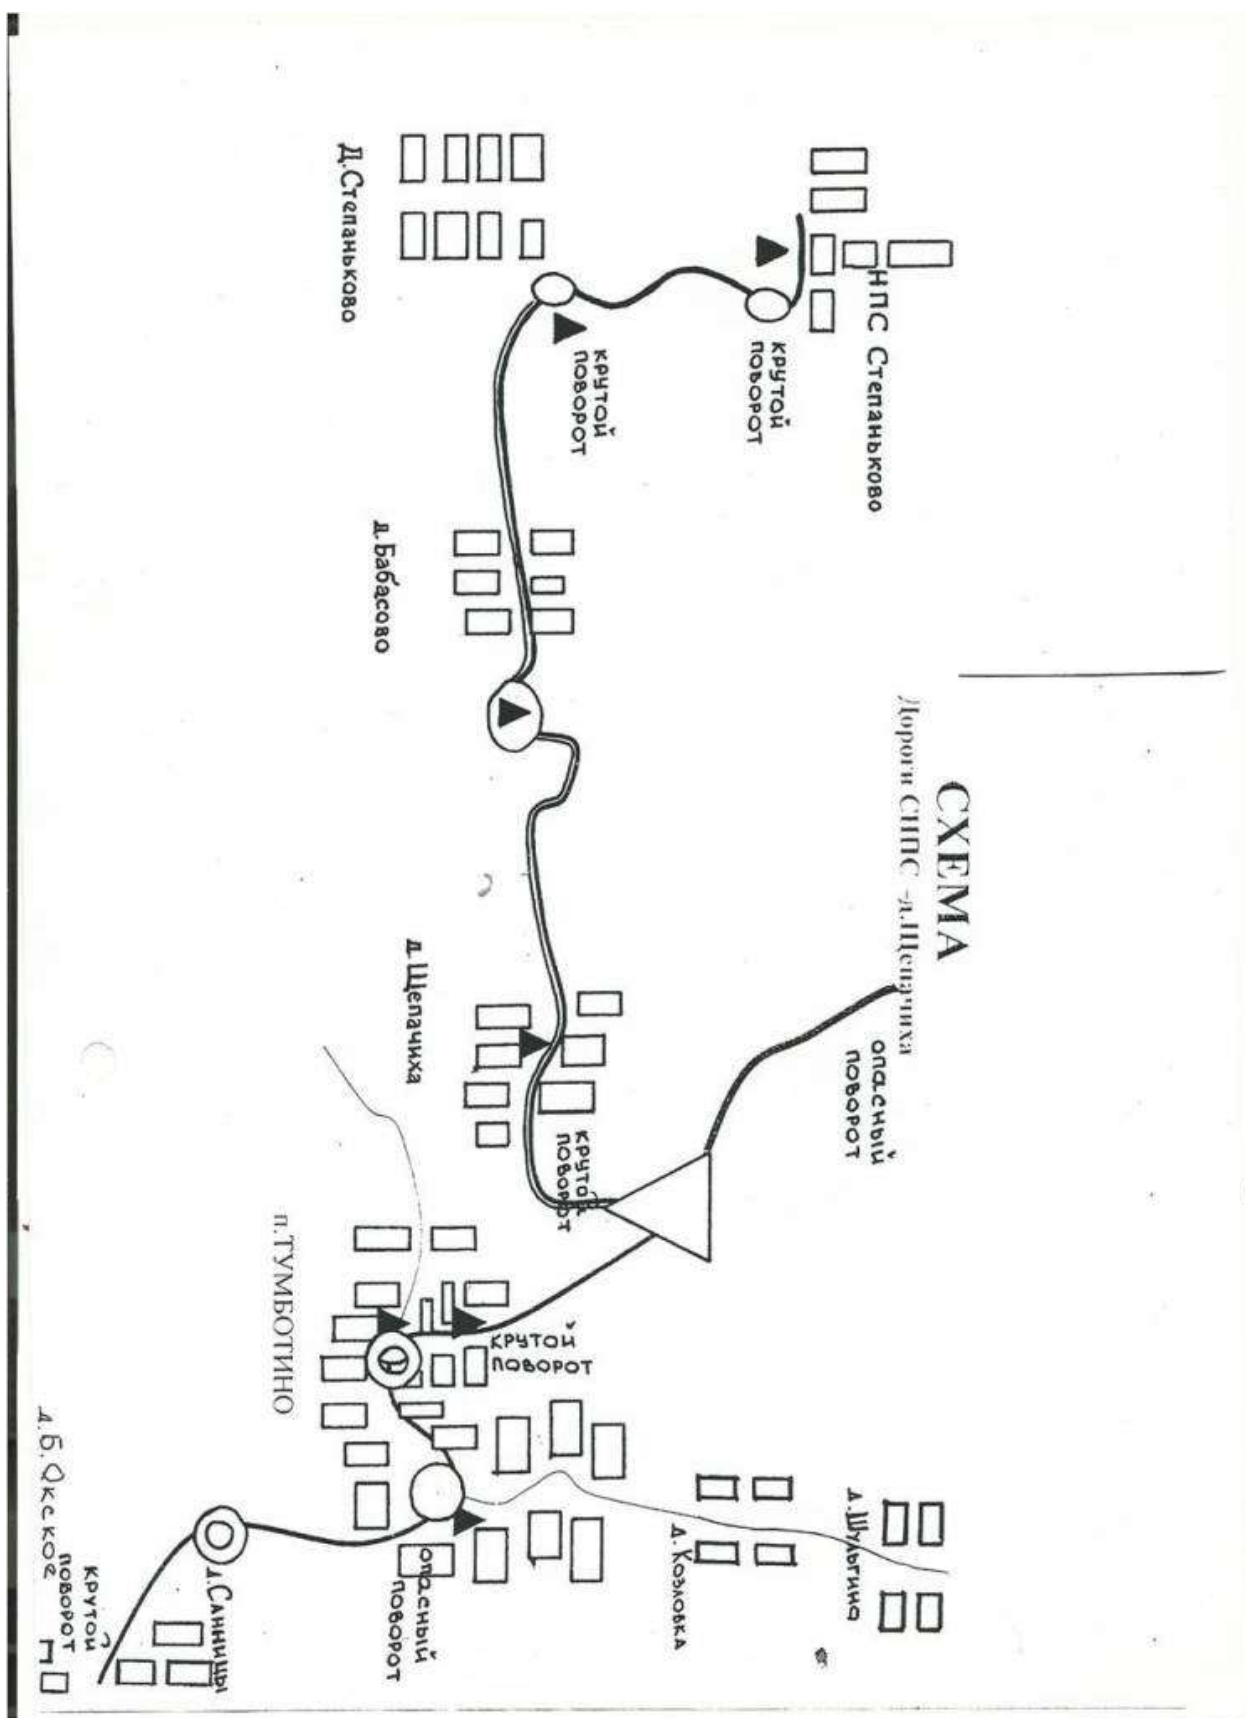 СХЕМА
Дороги СНПС -д.Щепачиха
НПС Степаньково
крутой
поворот
крутой
поворот
Д.Степаньково
д.Бабасово
д Щепачиха
опасный
поворот
крутой
поворот
крутой
поворот
п.ТУМБОТИНО
д.Шульгина
д. Козловка
опасный
поворот
д.Санницы
крутой
поворот
д.Б.Окское